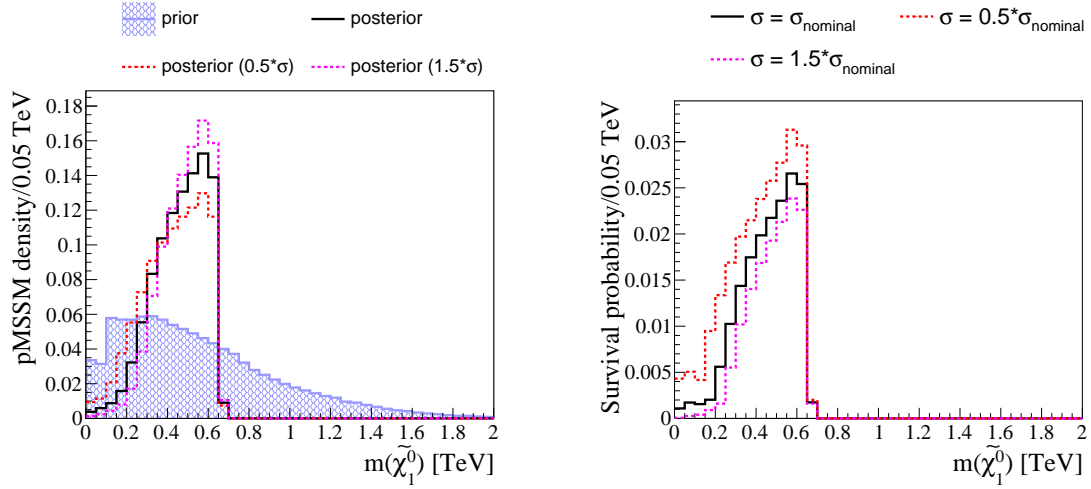 prior
posterior
posterior (0.5*σ)
posterior (1.5*σ)
pMSSM density/0.05 TeV
0.18
0.16
0.14
0.12
0.1
0.08
0.06
0.04
0.02
0
0 0.2 0.4 0.6 0.8 1 1.2 1.4 1.6 1.8 2
m(χ̃₁⁰) [TeV]
σ = σnominal
σ = 0.5*σnominal
σ = 1.5*σnominal
Survival probability/0.05 TeV
0.03
0.025
0.02
0.015
0.01
0.005
0
0 0.2 0.4 0.6 0.8 1 1.2 1.4 1.6 1.8 2
m(χ̃₁⁰) [TeV]